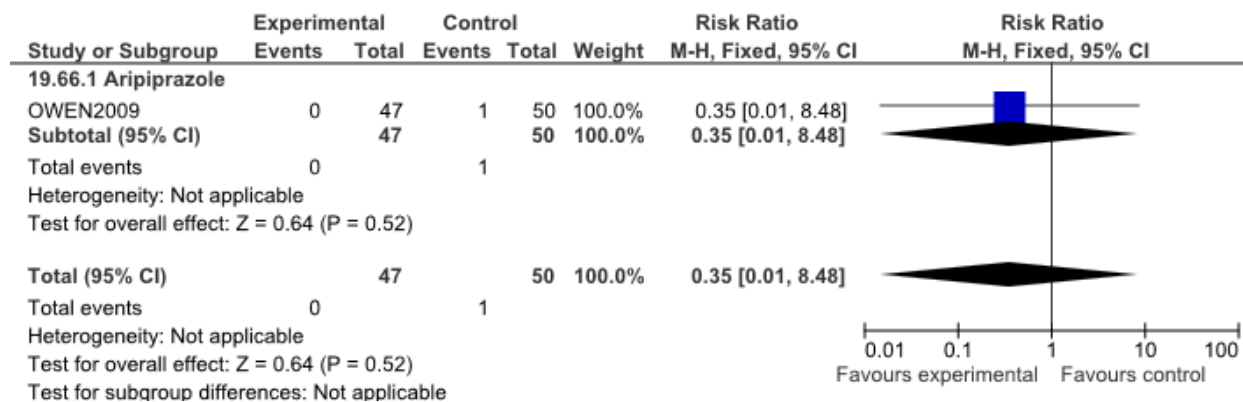 Experimental Control Risk Ratio Risk Ratio
Study or Subgroup Events Total Events Total Weight M-H, Fixed, 95% CI M-H, Fixed, 95% CI
19.66.1 Aripiprazole
OWEN2009 0 47 1 50 100.0% 0.35 [0.01, 8.48]
Subtotal (95% CI) 47 50 100.0% 0.35 [0.01, 8.48]
Total events 0 1
Heterogeneity: Not applicable
Test for overall effect: Z = 0.64 (P = 0.52)
Total (95% CI) 47 50 100.0% 0.35 [0.01, 8.48]
Total events 0 1
Heterogeneity: Not applicable
Test for overall effect: Z = 0.64 (P = 0.52)
Test for subgroup differences: Not applicable
0.01 0.1 1 10 100
Favours experimental Favours control